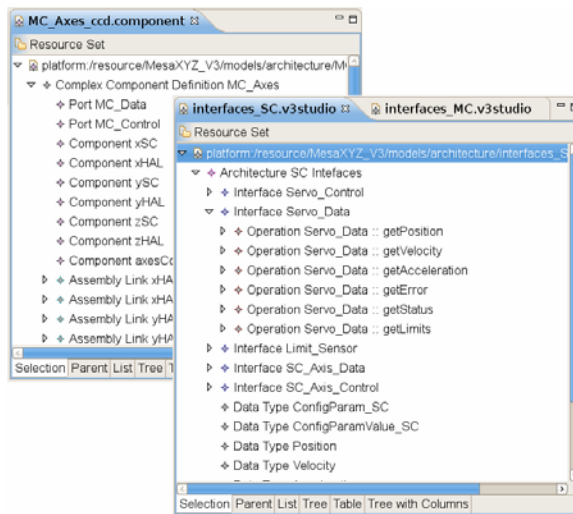 MC_Axes_ccd.component
Resource Set
platform:/resource/MesaXYZ_V3/models/architecture/M
Complex Component Definition MC_Axes
Port MC_Data
Port MC_Control
Component xSC
Component xHAL
Component ySC
Component yHAL
Component zSC
Component zHAL
Component axesCo
Assembly Link xHA
Assembly Link xHA
Assembly Link yHA
Assembly Link yHA
Selection Parent List Tree T
interfaces_SC.v3studio interfaces_MC.v3studio
Resource Set
platform:/resource/MesaXYZ_V3/models/architecture/interfaces_S
Architecture SC Intefaces
Interface Servo_Control
Interface Servo_Data
Operation Servo_Data :: getPosition
Operation Servo_Data :: getVelocity
Operation Servo_Data :: getAcceleration
Operation Servo_Data :: getError
Operation Servo_Data :: getStatus
Operation Servo_Data :: getLimits
Interface Limit_Sensor
Interface SC_Axis_Data
Interface SC_Axis_Control
Data Type ConfigParam_SC
Data Type ConfigParamValue_SC
Data Type Position
Data Type Velocity
Selection Parent List Tree Table Tree with Columns